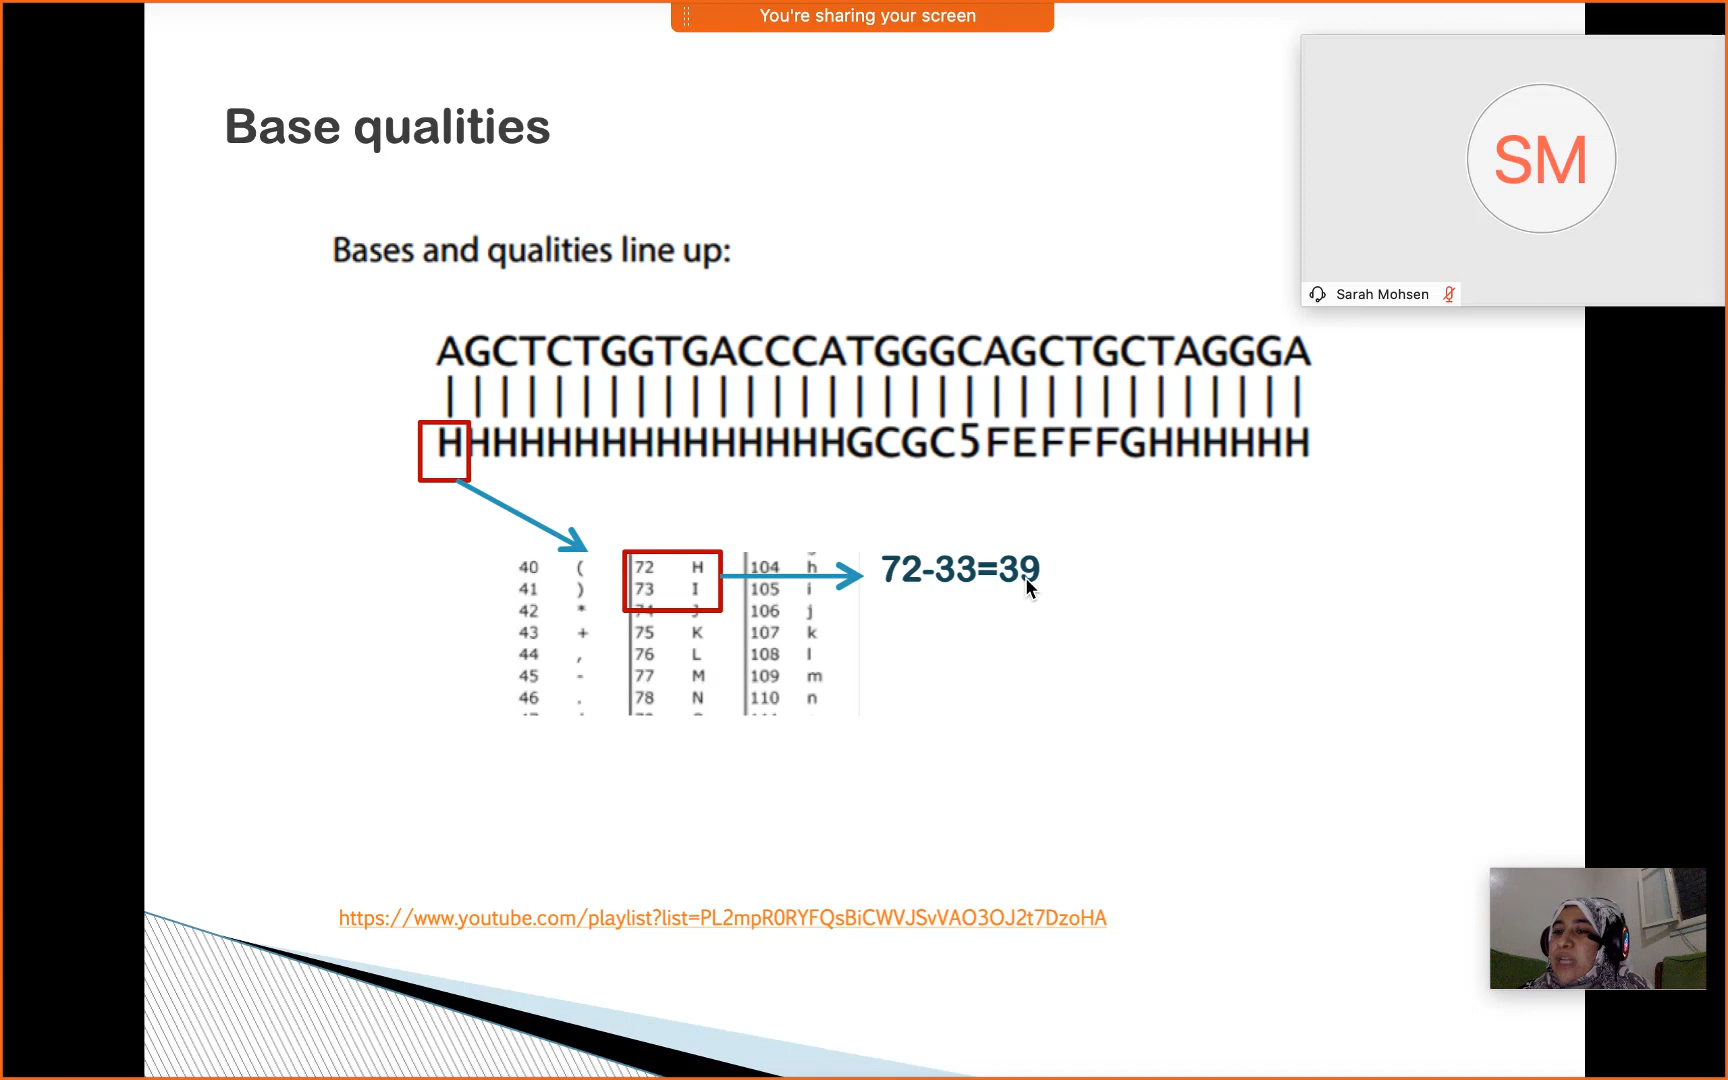 You're sharing your screen
SM
Sarah Mohsen
Base qualities
Bases and qualities line up:
AGCTCTGGTGACCCATGGGCAGCTGCTAGGGA
HHHHHHHHHHHHHHHGCGC5FEFFFGHHHHHH
72-33=39
40 ( 72 H 104 h
41 ) 73 I 105 i
42 * 74 J 106 j
43 + 75 K 107 k
44 , 76 L 108 l
45 - 77 M 109 m
46 . 78 N 110 n
https://www.youtube.com/playlist?list=PL2mpR0RYFQsBiCWVJSvVAO3OJ2t7DzoHA